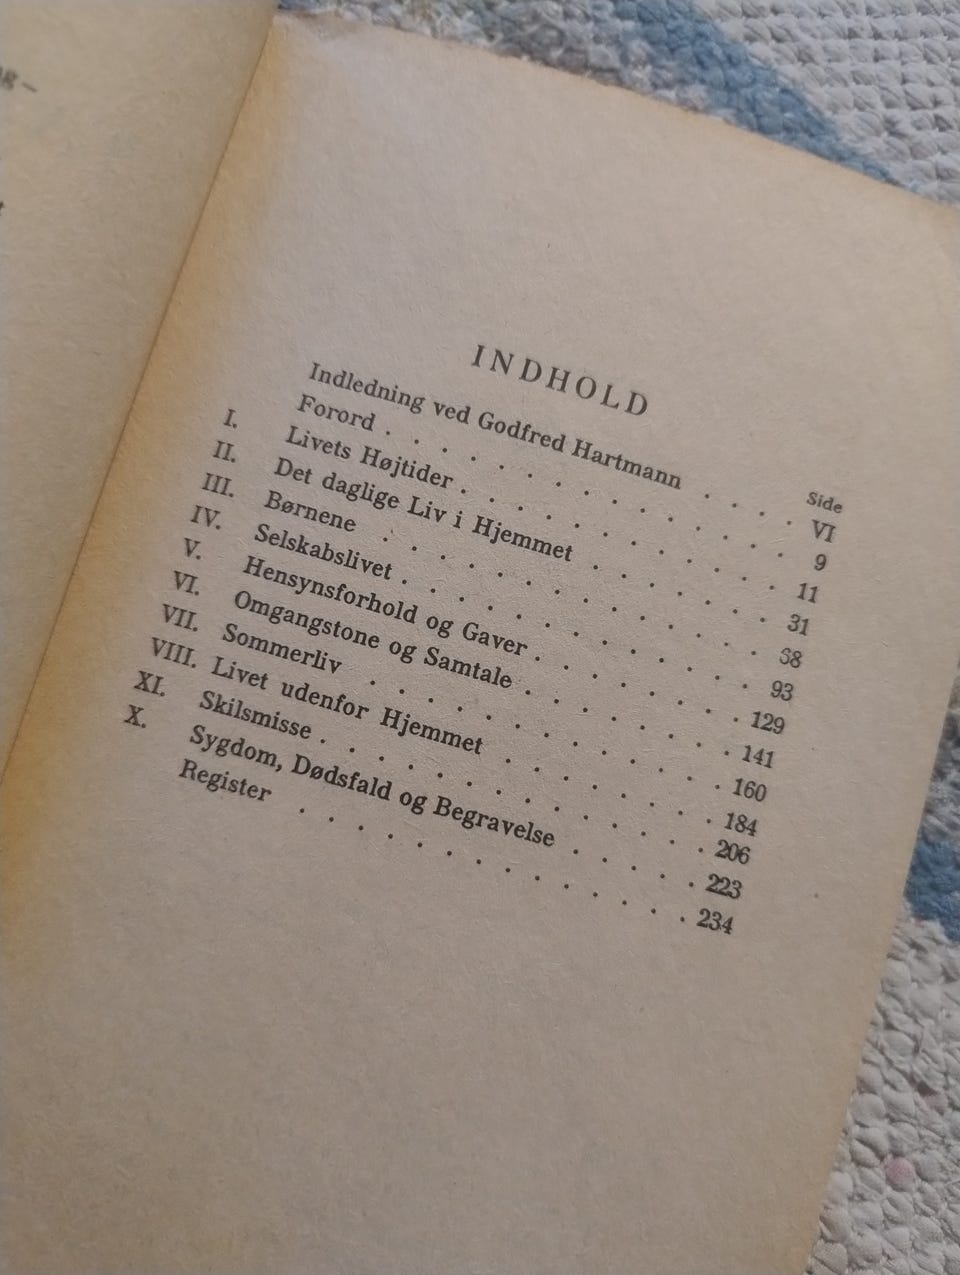 INDHOLD
Side
Indledning ved Godfred Hartmann . . . . VI
Forord . . . . . . . . . . . . . . 9
I. Livets Højtider . . . . . . . . . . . 11
II. Det daglige Liv i Hjemmet . . . . . . . 31
III. Børnene . . . . . . . . . . . . . 58
IV. Selskabslivet . . . . . . . . . . . . 93
V. Hensynsforhold og Gaver . . . . . . . . 129
VI. Omgangstone og Samtale . . . . . . . . 141
VII. Sommerliv . . . . . . . . . . . . 160
VIII. Livet udenfor Hjemmet . . . . . . . . 184
XI. Skilsmisse . . . . . . . . . . . . . 206
X. Sygdom, Dødsfald og Begravelse . . . . . 223
Register . . . . . . . . . . . . . . 234